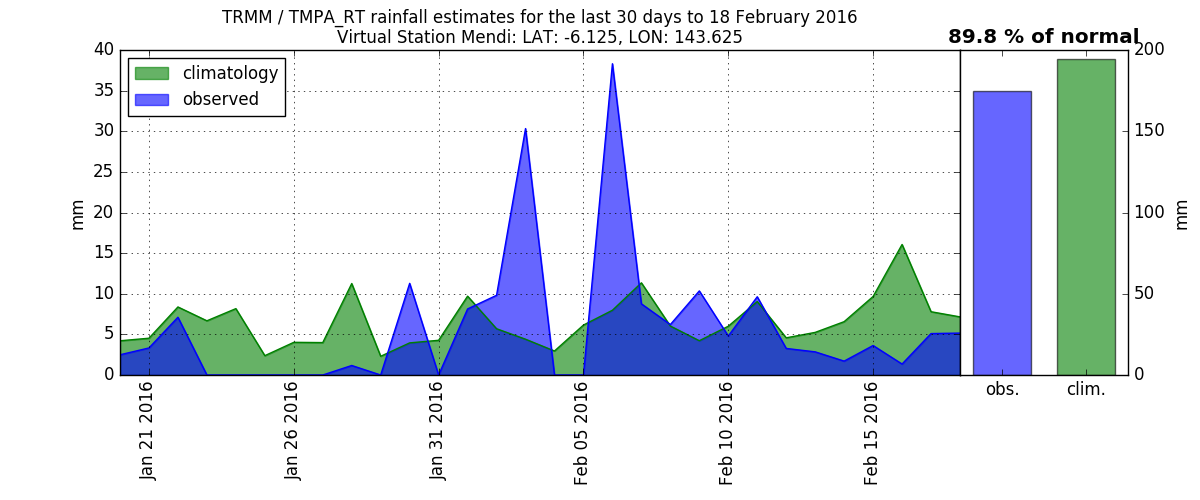 TRMM / TMPA_RT rainfall estimates for the last 30 days to 18 February 2016
Virtual Station Mendi: LAT: -6.125, LON: 143.625
89.8 % of normal
climatology
observed
40
35
30
25
20
15
10
5
0
mm
Jan 21 2016
Jan 26 2016
Jan 31 2016
Feb 05 2016
Feb 10 2016
Feb 15 2016
200
150
100
50
0
mm
obs.
clim.